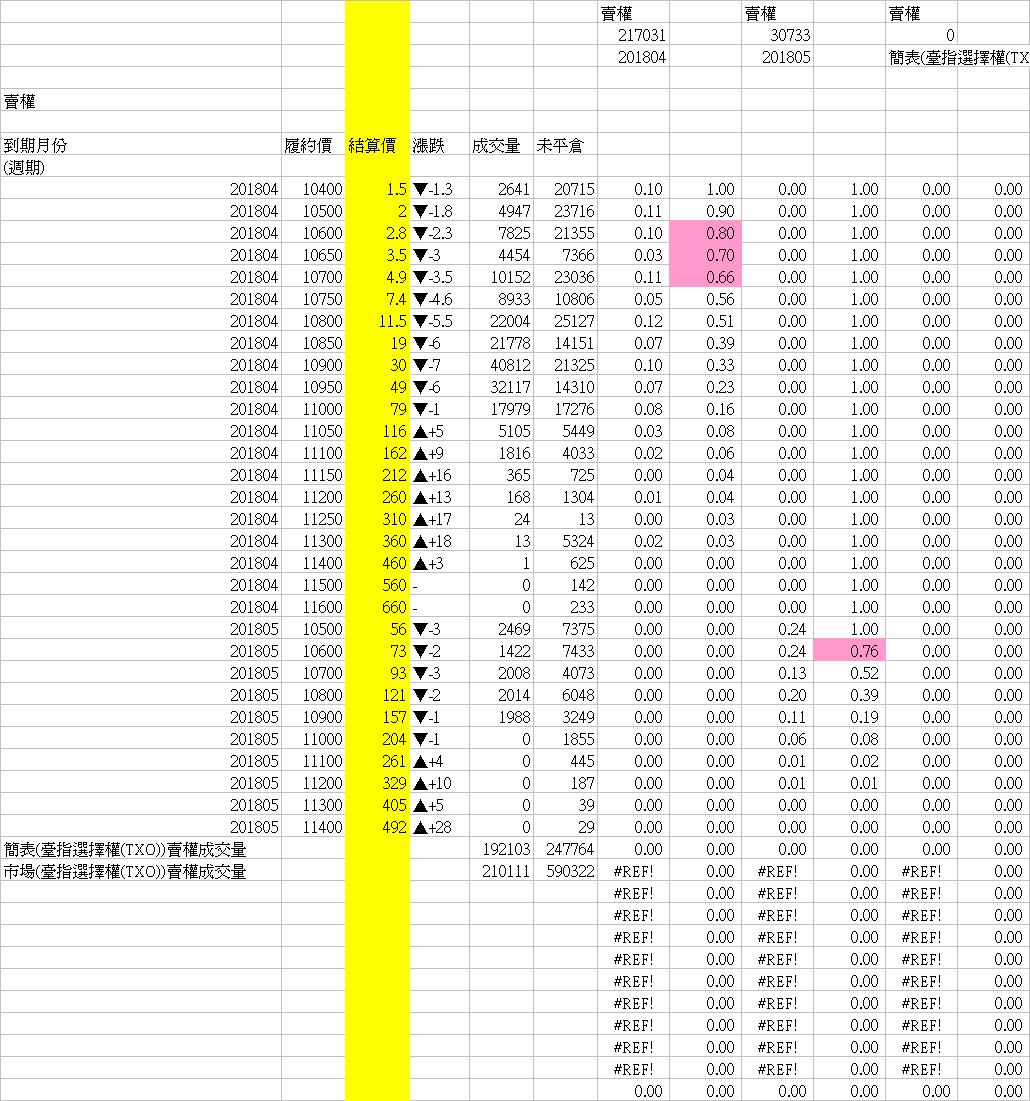 賣權 賣權 賣權
217031 30733 0
201804 201805 簡表(臺指選擇權(TX
賣權
到期月份 履約價 結算價 漲跌 成交量 未平倉
(週期)
201804 10400 1.5 ▼-1.3 2641 20715 0.10 1.00 0.00 1.00 0.00 0.00
201804 10500 2 ▼-1.8 4947 23716 0.11 0.90 0.00 1.00 0.00 0.00
201804 10600 2.8 ▼-2.3 7825 21355 0.10 0.80 0.00 1.00 0.00 0.00
201804 10650 3.5 ▼-3 4454 7366 0.03 0.70 0.00 1.00 0.00 0.00
201804 10700 4.9 ▼-3.5 10152 23036 0.11 0.66 0.00 1.00 0.00 0.00
201804 10750 7.4 ▼-4.6 8933 10806 0.05 0.56 0.00 1.00 0.00 0.00
201804 10800 11.5 ▼-5.5 22004 25127 0.12 0.51 0.00 1.00 0.00 0.00
201804 10850 19 ▼-6 21778 14151 0.07 0.39 0.00 1.00 0.00 0.00
201804 10900 30 ▼-7 40812 21325 0.10 0.33 0.00 1.00 0.00 0.00
201804 10950 49 ▼-6 32117 14310 0.07 0.23 0.00 1.00 0.00 0.00
201804 11000 79 ▼-1 17979 17276 0.08 0.16 0.00 1.00 0.00 0.00
201804 11050 116 ▲+5 5105 5449 0.03 0.08 0.00 1.00 0.00 0.00
201804 11100 162 ▲+9 1816 4033 0.02 0.06 0.00 1.00 0.00 0.00
201804 11150 212 ▲+16 365 725 0.00 0.04 0.00 1.00 0.00 0.00
201804 11200 260 ▲+13 168 1304 0.01 0.04 0.00 1.00 0.00 0.00
201804 11250 310 ▲+17 24 13 0.00 0.03 0.00 1.00 0.00 0.00
201804 11300 360 ▲+18 13 5324 0.02 0.03 0.00 1.00 0.00 0.00
201804 11400 460 ▲+3 1 625 0.00 0.00 0.00 1.00 0.00 0.00
201804 11500 560 - 0 142 0.00 0.00 0.00 1.00 0.00 0.00
201804 11600 660 - 0 233 0.00 0.00 0.00 1.00 0.00 0.00
201805 10500 56 ▼-3 2469 7375 0.00 0.00 0.24 1.00 0.00 0.00
201805 10600 73 ▼-2 1422 7433 0.00 0.00 0.24 0.76 0.00 0.00
201805 10700 93 ▼-3 2008 4073 0.00 0.00 0.13 0.52 0.00 0.00
201805 10800 121 ▼-2 2014 6048 0.00 0.00 0.20 0.39 0.00 0.00
201805 10900 157 ▼-1 1988 3249 0.00 0.00 0.11 0.19 0.00 0.00
201805 11000 204 ▼-1 0 1855 0.00 0.00 0.06 0.08 0.00 0.00
201805 11100 261 ▲+4 0 445 0.00 0.00 0.01 0.02 0.00 0.00
201805 11200 329 ▲+10 0 187 0.00 0.00 0.01 0.01 0.00 0.00
201805 11300 405 ▲+5 0 39 0.00 0.00 0.00 0.00 0.00 0.00
201805 11400 492 ▲+28 0 29 0.00 0.00 0.00 0.00 0.00 0.00
簡表(臺指選擇權(TXO))賣權成交量 192103 247764 0.00 0.00 0.00 0.00 0.00 0.00
市場(臺指選擇權(TXO))賣權成交量 210111 590322 #REF! 0.00 #REF! 0.00 #REF! 0.00
#REF! 0.00 #REF! 0.00 #REF! 0.00
#REF! 0.00 #REF! 0.00 #REF! 0.00
#REF! 0.00 #REF! 0.00 #REF! 0.00
#REF! 0.00 #REF! 0.00 #REF! 0.00
#REF! 0.00 #REF! 0.00 #REF! 0.00
#REF! 0.00 #REF! 0.00 #REF! 0.00
#REF! 0.00 #REF! 0.00 #REF! 0.00
#REF! 0.00 #REF! 0.00 #REF! 0.00
#REF! 0.00 #REF! 0.00 #REF! 0.00
0.00 0.00 0.00 0.00 0.00 0.00